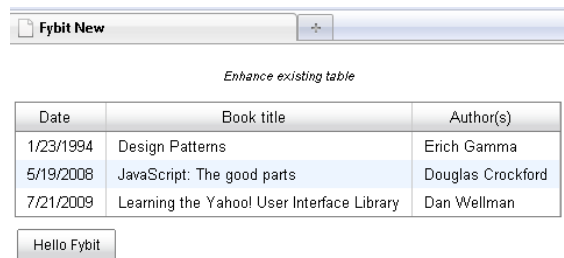 Fybit New
Enhance existing table
Date Book title Author(s)
1/23/1994 Design Patterns Erich Gamma
5/19/2008 JavaScript: The good parts Douglas Crockford
7/21/2009 Learning the Yahoo! User Interface Library Dan Wellman
Hello Fybit